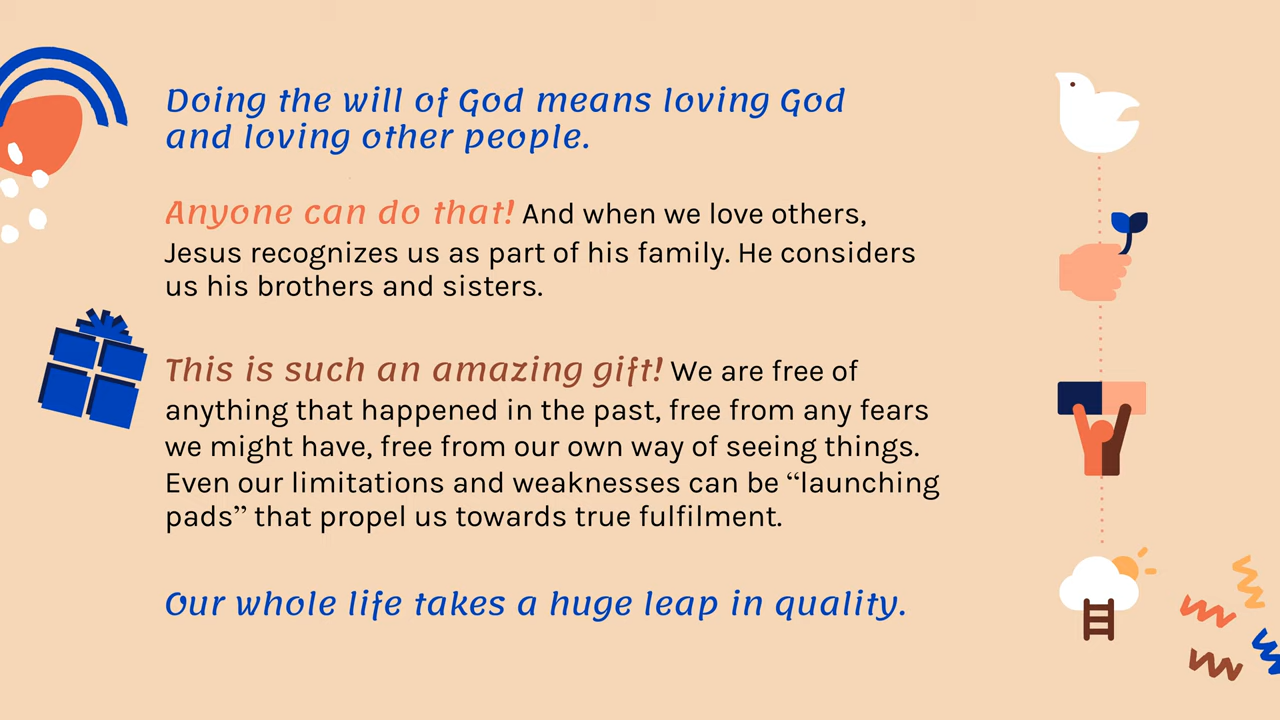 Doing the will of God means loving God
and loving other people.
Anyone can do that! And when we love others,
Jesus recognizes us as part of his family. He considers
us his brothers and sisters.
This is such an amazing gift! We are free of
anything that happened in the past, free from any fears
we might have, free from our own way of seeing things.
Even our limitations and weaknesses can be “launching
pads” that propel us towards true fulfilment.
Our whole life takes a huge leap in quality.